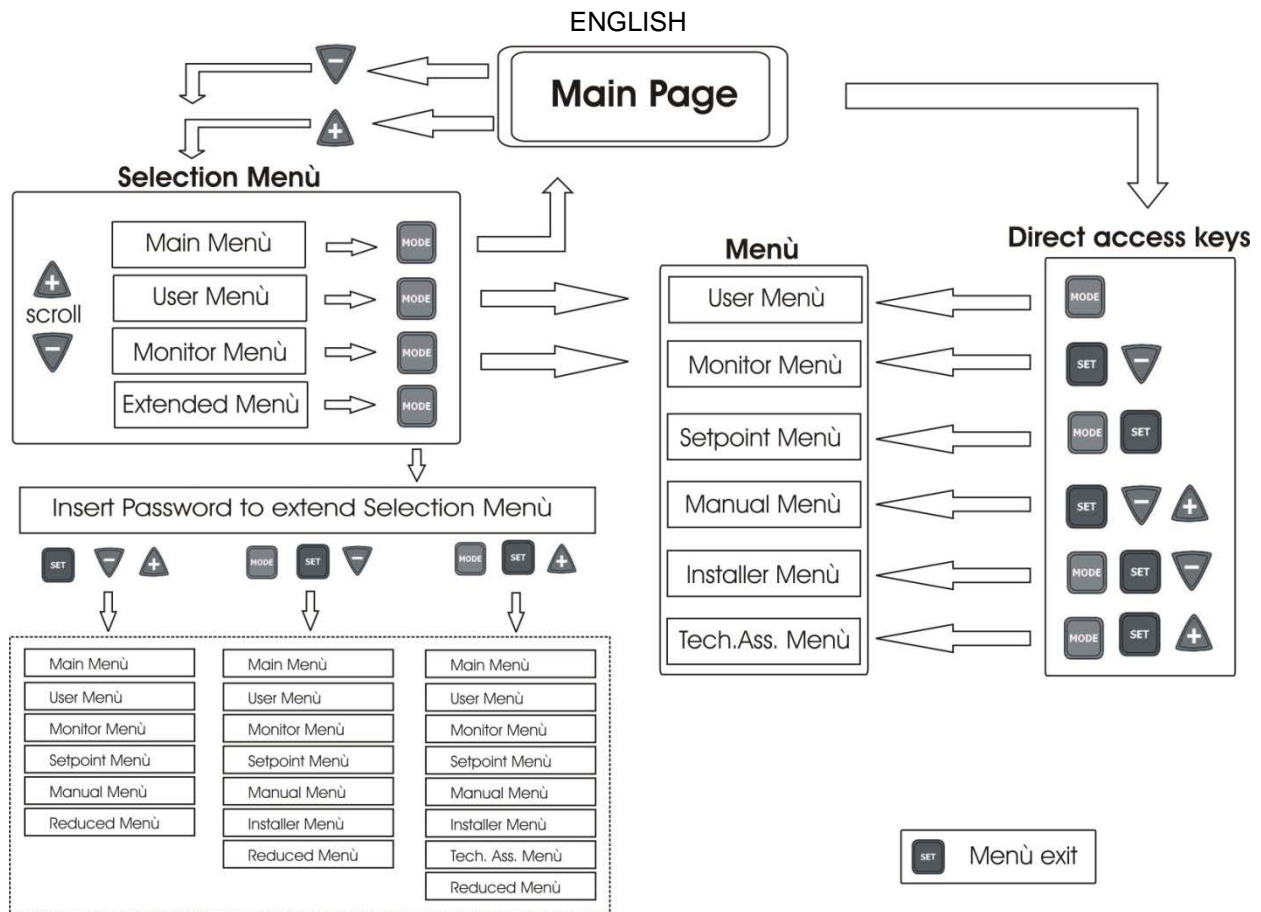 ENGLISH
Main Page
-
+
Selection Menù
+
scroll
-
Main Menù
MODE
User Menù
MODE
Monitor Menù
MODE
Extended Menù
MODE
Menù
User Menù
Monitor Menù
Setpoint Menù
Manual Menù
Installer Menù
Tech.Ass. Menù
Direct access keys
MODE
SET -
MODE SET
SET - +
MODE SET -
MODE SET +
Insert Password to extend Selection Menù
SET - +
MODE SET -
MODE SET +
Main Menù
User Menù
Monitor Menù
Setpoint Menù
Manual Menù
Reduced Menù
Main Menù
User Menù
Monitor Menù
Setpoint Menù
Manual Menù
Installer Menù
Reduced Menù
Main Menù
User Menù
Monitor Menù
Setpoint Menù
Manual Menù
Installer Menù
Tech. Ass. Menù
Reduced Menù
SET Menù exit